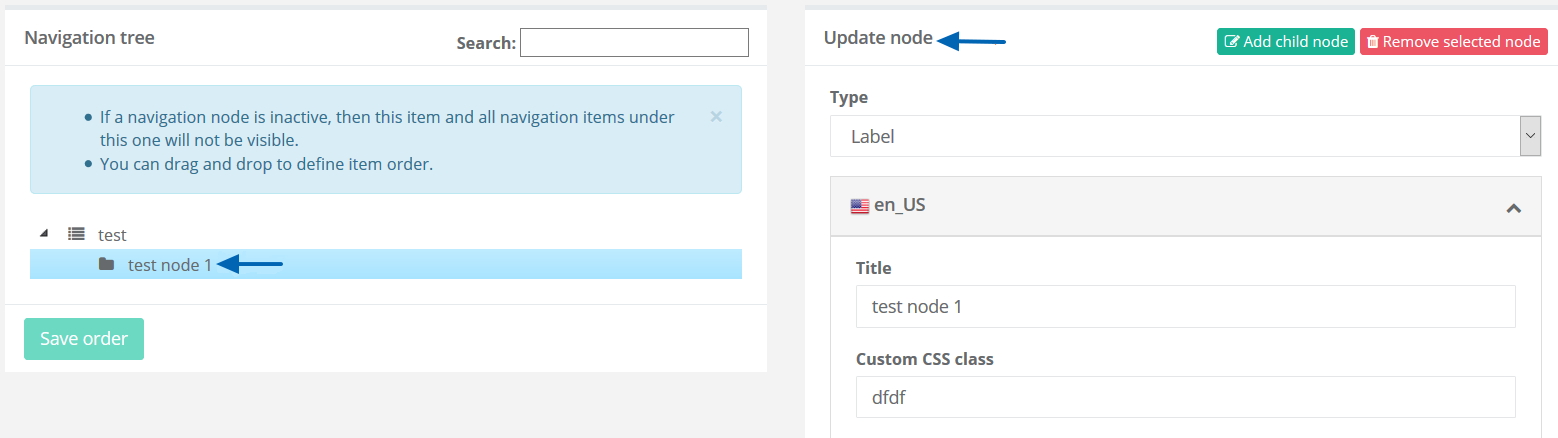 Navigation tree
Search:
If a navigation node is inactive, then this item and all navigation items under
this one will not be visible.
You can drag and drop to define item order.
×
test
test node 1
Save order
Update node
Add child node
Remove selected node
Type
Label
en_US
Title
test node 1
Custom CSS class
dfdf